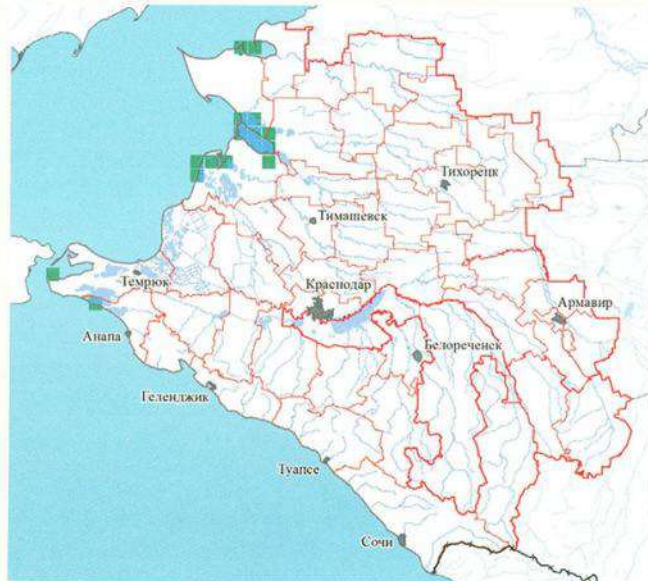 Тихорецк
Тимашевск
Темрюк
Краснодар
Армавир
Анапа
Белореченск
Геленджик
Туапсе
Сочи